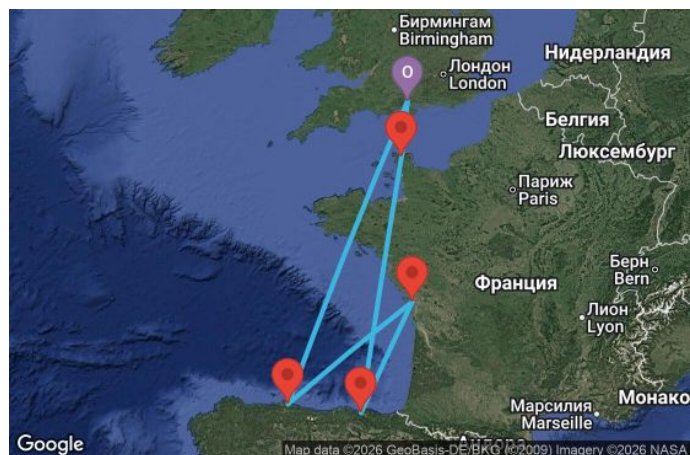 Бирмингам
Birmingham
Нидерландия
O
Лондон
London
Белгия
Люксембург
Париж
Paris
Берн
Bern
Франция
Лион
Lyon
Монако
Марсилия
Marseille
Андора
Google
Map data ©2026 GeoBasis-DE/BKG (©2009) Imagery ©2026 NASA